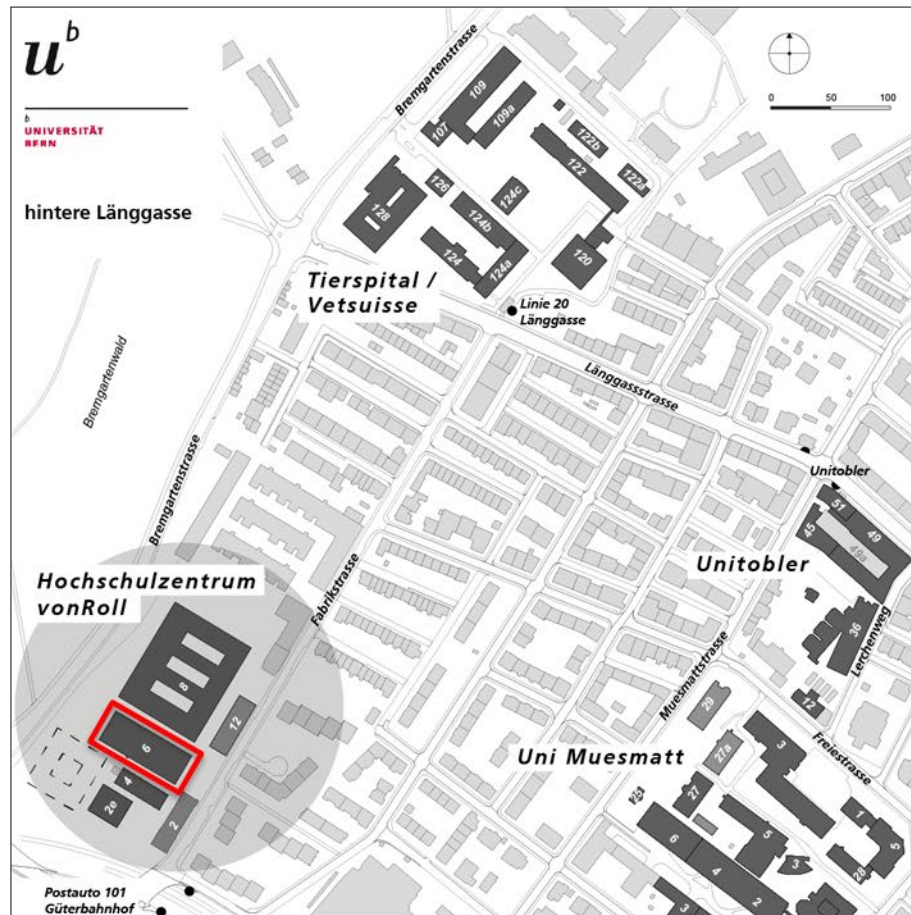 u^b
b
UNIVERSITÄT
BERN
hintere Länggasse
0 50 100
Bremgartenstrasse
109
109a
107
122b
122
122a
126
128
124c
124b
124
124a
120
Tierspital /
Vetsuisse
Linie 20
Länggasse
Bremgartenwald
Länggassstrasse
Bremgartenstrasse
Unitobler
51
45
49
49a
Unitobler
Hochschulzentrum
vonRoll
Fabrikstrasse
36
Lerchenweg
8
12
Muesmattstrasse
12
6
29
Freiestrasse
Uni Muesmatt
27a
3
4
2e
2
27
25
1
5
5
6
3
28
4
2
3
Postauto 101
Güterbahnhof